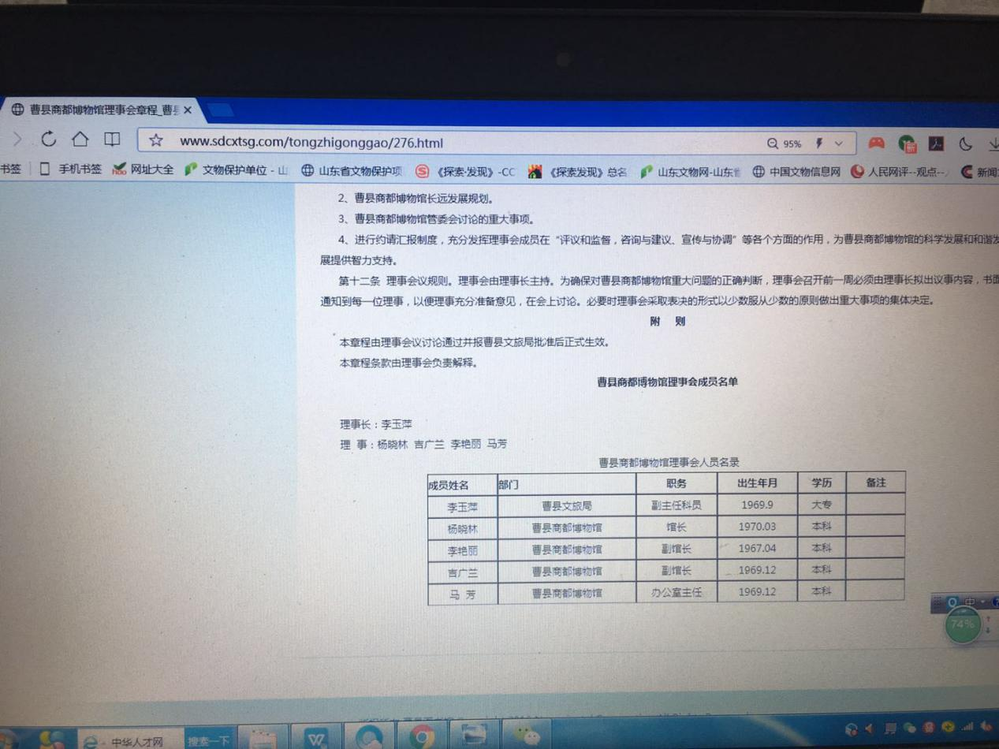 曹县商都博物馆理事会章程_曹县
www.sdcxtsg.com/tongzhigonggao/276.html
95%
书签 手机书签 网址大全 文物保护单位 - 山 山东省文物保护项 《探索·发现》-CC 《探索发现》总名 山东文物网-山东省 中国文物信息网 人民网评--观点-- 新闻
2、曹县商都博物馆长远发展规划。
3、曹县商都博物馆管委会讨论的重大事项。
4、进行约请汇报制度，充分发挥理事会成员在“评议和监督，咨询与建议、宣传与协调”等各个方面的作用，为曹县商都博物馆的科学发展和和谐发
展提供智力支持。
第十二条 理事会议规则。理事会由理事长主持。为确保对曹县商都博物馆重大问题的正确判断，理事会召开前一周必须由理事长拟出议事内容，书面
通知到每一位理事，以便理事充分准备意见，在会上讨论。必要时理事会采取表决的形式以少数服从少数的原则做出重大事项的集体决定。
附 则
本章程由理事会议讨论通过并报曹县文旅局批准后正式生效。
本章程条款由理事会负责解释。
曹县商都博物馆理事会成员名单
理事长：李玉萍
理 事：杨晓林 吉广兰 李艳丽 马芳
曹县商都博物馆理事会人员名录
成员姓名 部门 职务 出生年月 学历 备注
李玉萍 曹县文旅局 副主任科员 1969.9 大专
杨晓林 曹县商都博物馆 馆长 1970.03 本科
李艳丽 曹县商都博物馆 副馆长 1967.04 本科
吉广兰 曹县商都博物馆 副馆长 1969.12 本科
马 芳 曹县商都博物馆 办公室主任 1969.12 本科
中
74%
中华人才网 搜索一下